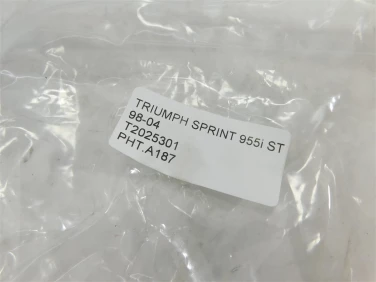 TRIUMPH SPRINT 955i ST
98-04
T2025301
PHT.A187